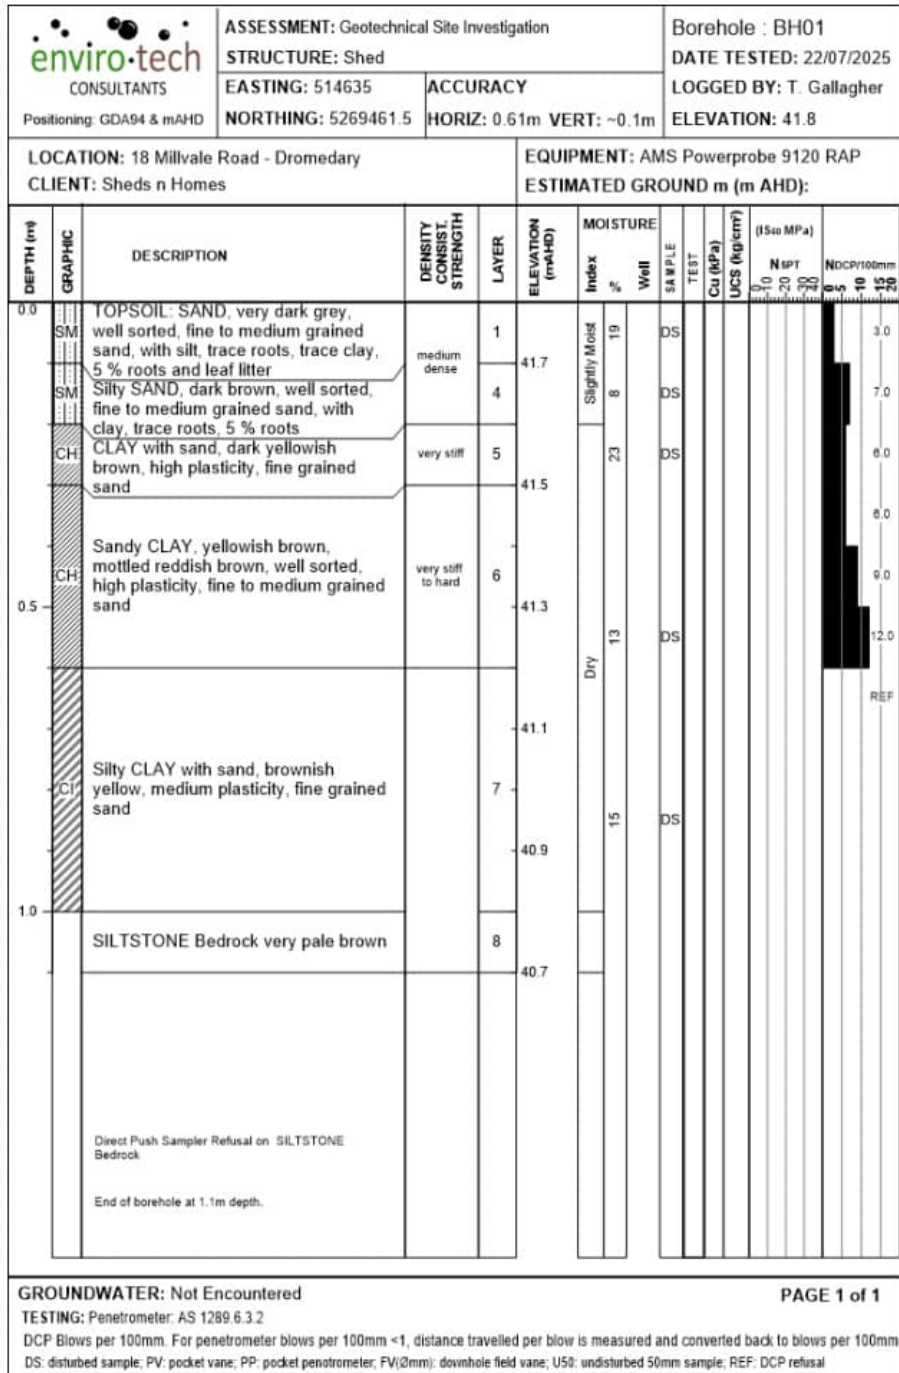 enviro·tech
CONSULTANTS
Positioning: GDA94 & mAHD
ASSESSMENT: Geotechnical Site Investigation
STRUCTURE: Shed
EASTING: 514635
NORTHING: 5269461.5
ACCURACY
HORIZ: 0.61m VERT: ~0.1m
Borehole : BH01
DATE TESTED: 22/07/2025
LOGGED BY: T. Gallagher
ELEVATION: 41.8
LOCATION: 18 Millvale Road - Dromedary
CLIENT: Sheds n Homes
EQUIPMENT: AMS Powerprobe 9120 RAP
ESTIMATED GROUND m (m AHD):
DEPTH (m)
GRAPHIC
DESCRIPTION
DENSITY
CONSIST.
STRENGTH
LAYER
ELEVATION
(mAHD)
MOISTURE
Index
%
Well
SAMPLE
TEST
Cu (kPa)
UCS (kg/cm²)
(IS50 MPa)
N SPT
0 10 20 30 40
NDCP/100mm
0 5 10 15 20
0.0
SM
TOPSOIL: SAND, very dark grey,
well sorted, fine to medium grained
sand, with silt, trace roots, trace clay,
5 % roots and leaf litter
medium
dense
1
41.7
Slightly Moist
19
DS
3.0
SM
Silty SAND, dark brown, well sorted,
fine to medium grained sand, with
clay, trace roots, 5 % roots
4
8
DS
7.0
CH
CLAY with sand, dark yellowish
brown, high plasticity, fine grained
sand
very stiff
5
41.5
23
DS
6.0
6.0
CH
Sandy CLAY, yellowish brown,
mottled reddish brown, well sorted,
high plasticity, fine to medium grained
sand
very stiff
to hard
6
9.0
0.5
41.3
13
DS
12.0
Dry
REF
41.1
CI
Silty CLAY with sand, brownish
yellow, medium plasticity, fine grained
sand
7
15
DS
40.9
1.0
SILTSTONE Bedrock very pale brown
8
40.7
Direct Push Sampler Refusal on SILTSTONE
Bedrock
End of borehole at 1.1m depth.
GROUNDWATER: Not Encountered
PAGE 1 of 1
TESTING: Penetrometer: AS 1289.6.3.2
DCP Blows per 100mm. For penetrometer blows per 100mm <1, distance travelled per blow is measured and converted back to blows per 100mm
DS: disturbed sample; PV: pocket vane; PP: pocket penotrometer; FV(Ømm): downhole field vane; U50: undisturbed 50mm sample; REF: DCP refusal